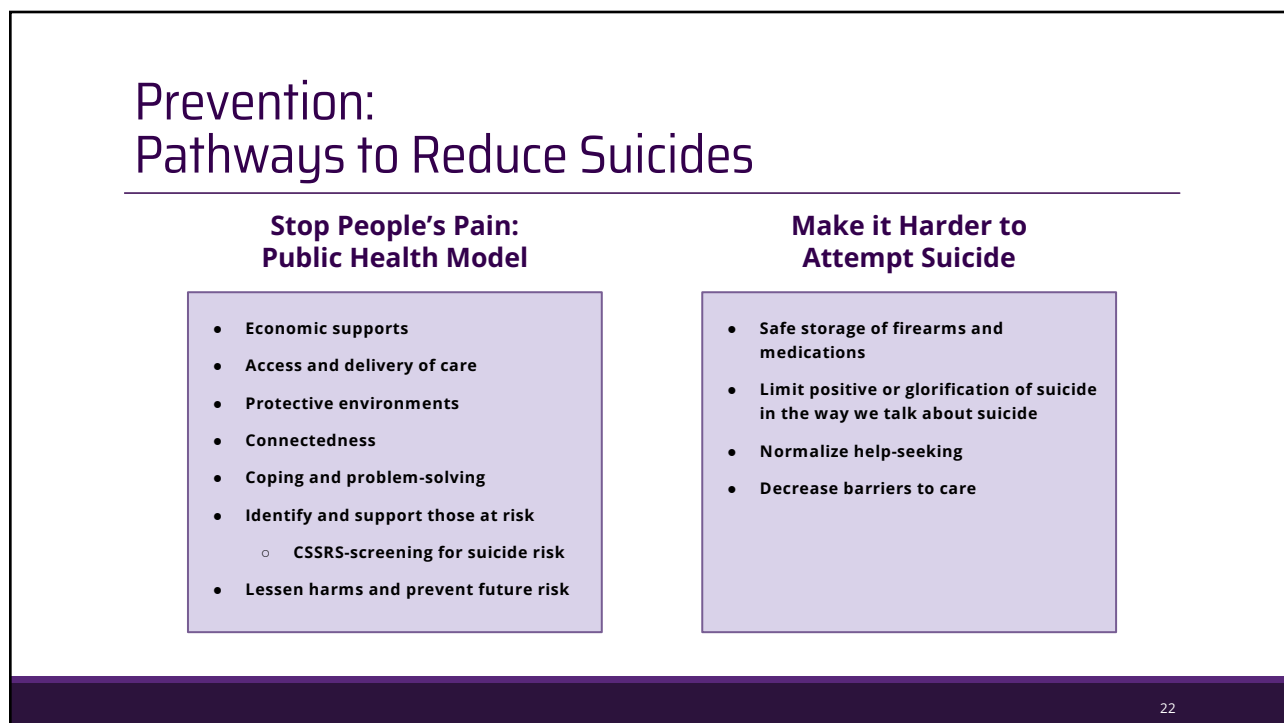 Prevention:
Pathways to Reduce Suicides
Stop People’s Pain:
Public Health Model
● Economic supports
● Access and delivery of care
● Protective environments
● Connectedness
● Coping and problem-solving
● Identify and support those at risk
○ CSSRS-screening for suicide risk
● Lessen harms and prevent future risk
Make it Harder to
Attempt Suicide
● Safe storage of firearms and
medications
● Limit positive or glorification of suicide
in the way we talk about suicide
● Normalize help-seeking
● Decrease barriers to care
22